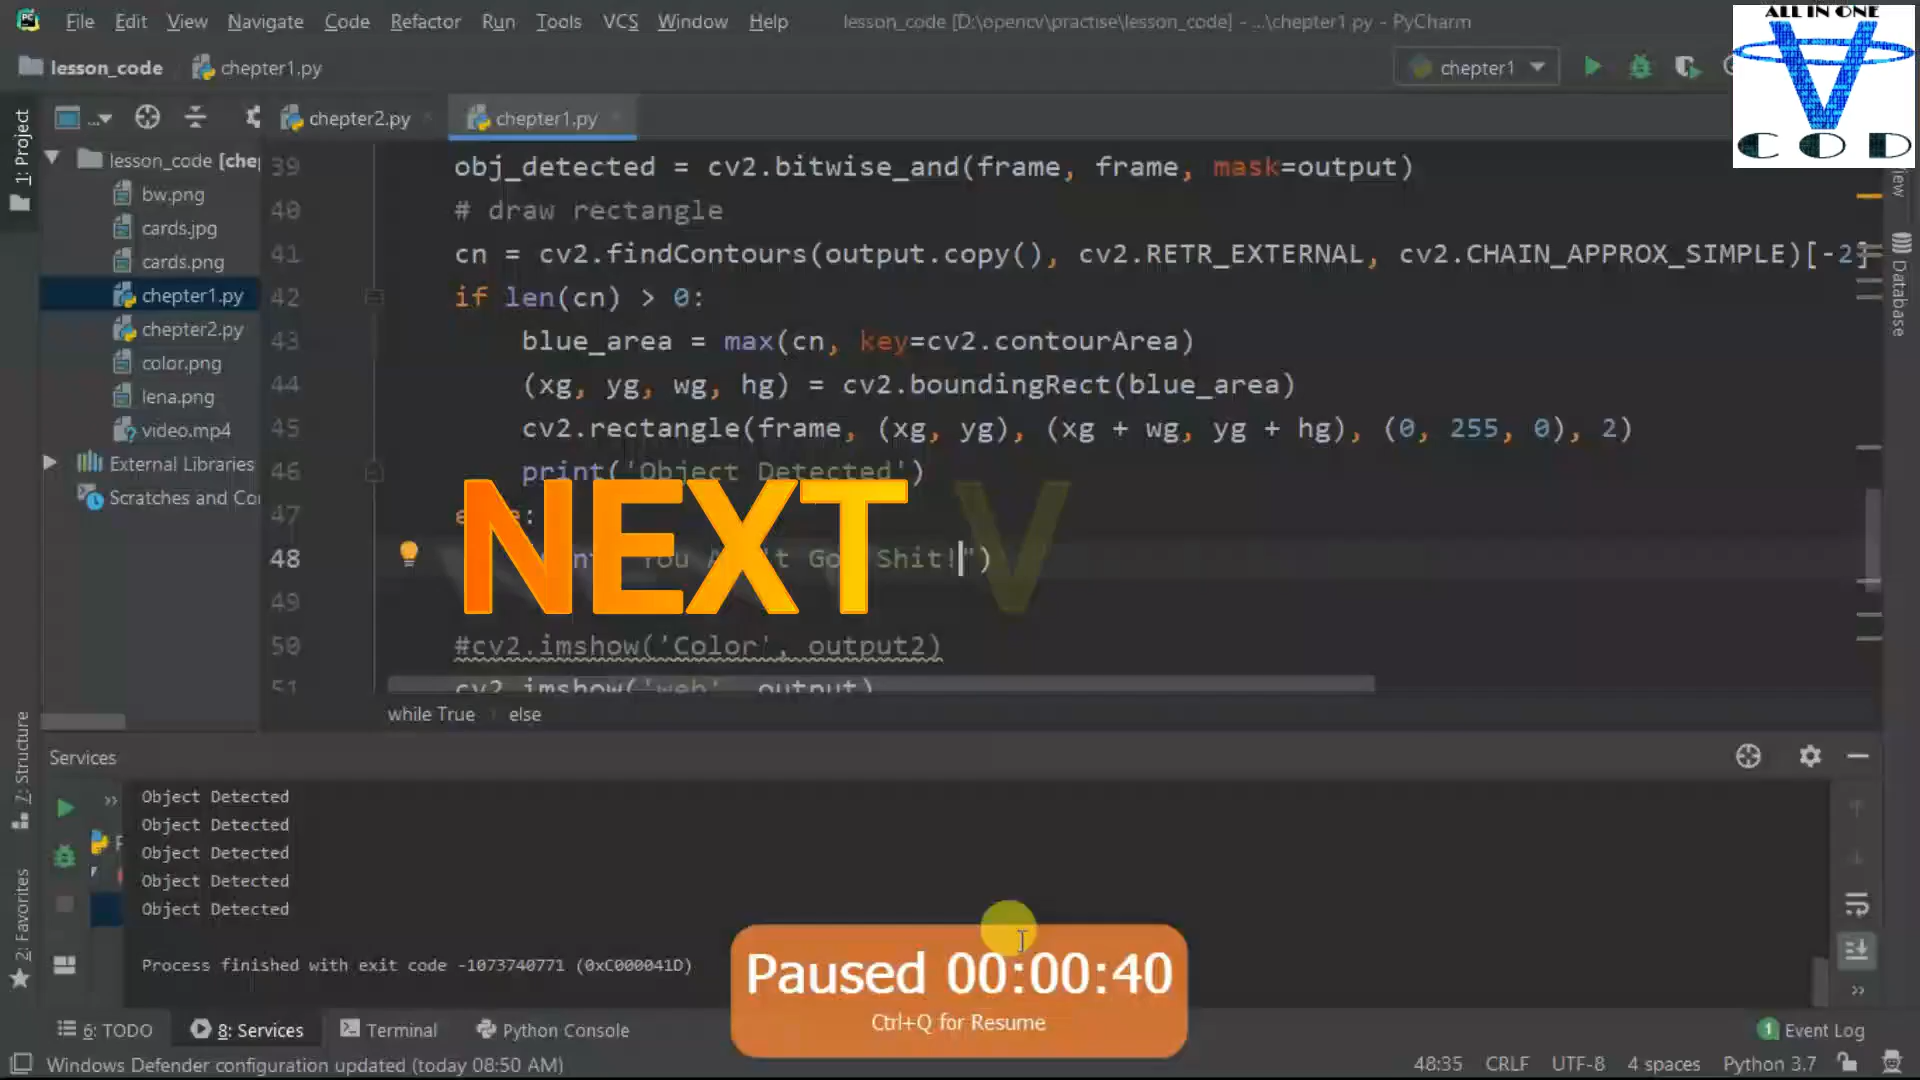 File Edit View Navigate Code Refactor Run Tools VCS Window Help lesson_code [D:\opencv\practise\lesson_code] - ...\chepter1.py - PyCharm
ALL IN ONE
COD
lesson_code chepter1.py chepter1
1: Project
chepter2.py chepter1.py
lesson_code [chep
bw.png
cards.jpg
cards.png
chepter1.py
chepter2.py
color.png
lena.png
video.mp4
External Libraries
Scratches and Co
39 obj_detected = cv2.bitwise_and(frame, frame, mask=output)
40 # draw rectangle
41 cn = cv2.findContours(output.copy(), cv2.RETR_EXTERNAL, cv2.CHAIN_APPROX_SIMPLE)[-2]
42 if len(cn) > 0:
43 blue_area = max(cn, key=cv2.contourArea)
44 (xg, yg, wg, hg) = cv2.boundingRect(blue_area)
45 cv2.rectangle(frame, (xg, yg), (xg + wg, yg + hg), (0, 255, 0), 2)
46 print('Object Detected')
47
48 Shit!")
49
50 #cv2.imshow('Color', output2)
51 cv2.imshow('web', output)
NEXT V
while True else
Database
Services
7: Structure
2: Favorites
Object Detected
Object Detected
Object Detected
Object Detected
Object Detected
Process finished with exit code -1073740771 (0xC000041D)
Paused 00:00:40
Ctrl+Q for Resume
6: TODO 8: Services Terminal Python Console 1 Event Log
Windows Defender configuration updated (today 08:50 AM) 48:35 CRLF UTF-8 4 spaces Python 3.7